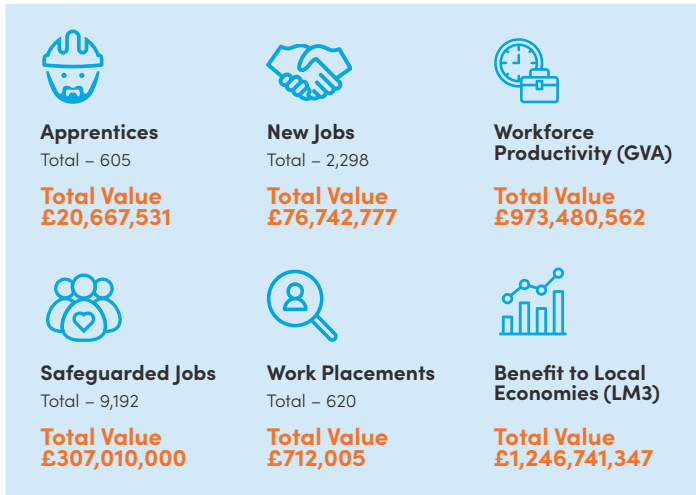 Apprentices
Total – 605
Total Value
£20,667,531
New Jobs
Total – 2,298
Total Value
£76,742,777
Workforce
Productivity (GVA)
Total Value
£973,480,562
Safeguarded Jobs
Total – 9,192
Total Value
£307,010,000
Work Placements
Total – 620
Total Value
£712,005
Benefit to Local
Economies (LM3)
Total Value
£1,246,741,347